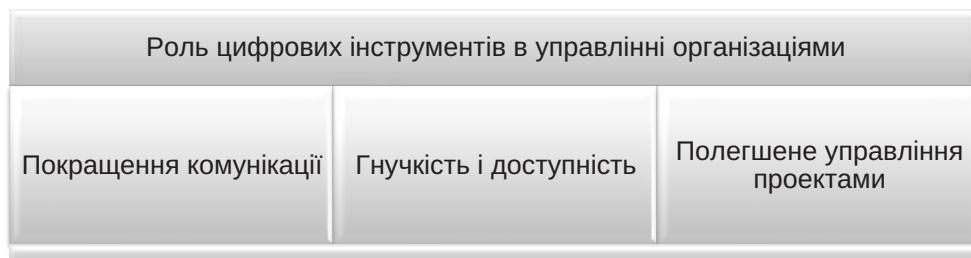 Роль цифрових інструментів в управлінні організаціями
Покращення комунікації
Гнучкість і доступність
Полегшене управління
проектами